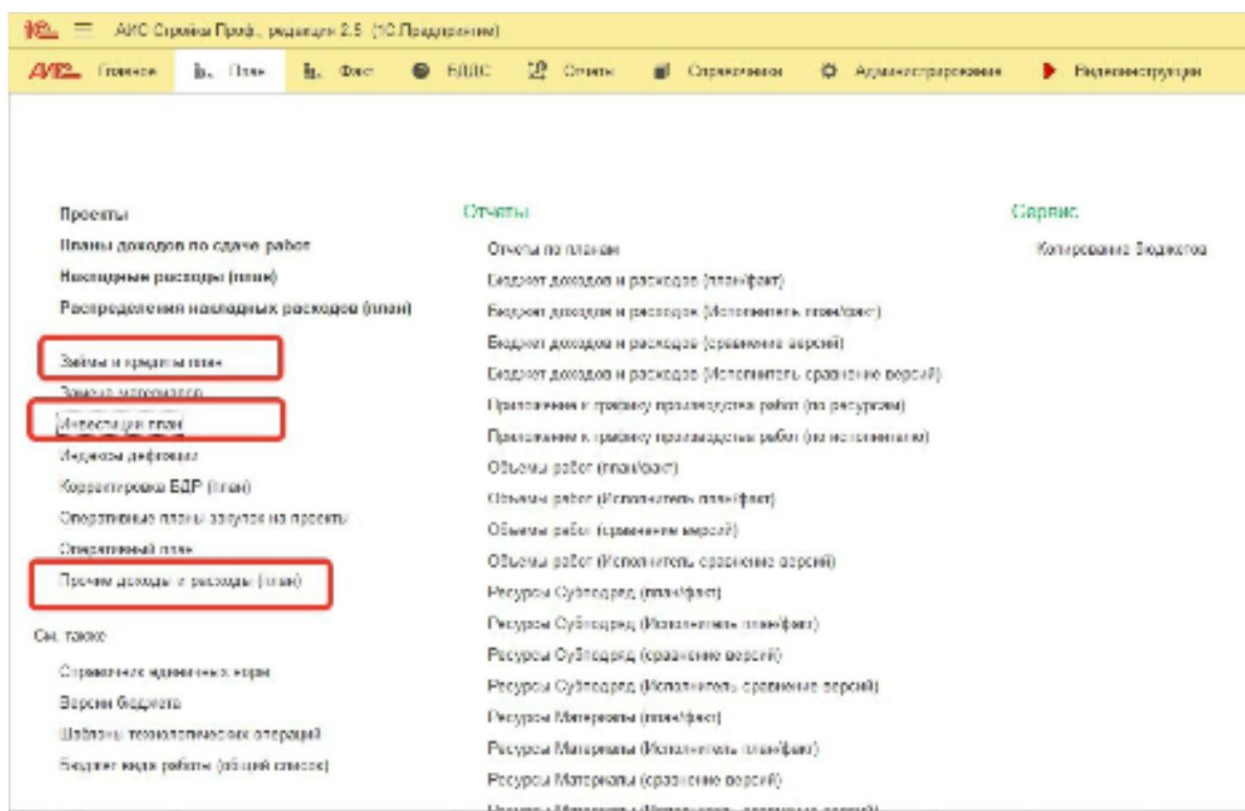 АИС Стройка Проф., редакция 2.5 (1С:Предприятие)
АИС Главное План Факт БДДС Отчеты Справочники Администрирование Видеоинструкции
Проекты
Планы доходов по сдаче работ
Накладные расходы (план)
Распределения накладных расходов (план)
Займы и кредиты план
Замена материалов
Инвестиции план
Индексы дефляции
Корректировка БДР (план)
Оперативные планы закупок на проекты
Оперативный план
Прочие доходы и расходы (план)
См. также
Справочник единичных норм
Версии бюджета
Шаблоны технологических операций
Бюджет вида работы (общий список)
Отчеты
Отчеты по планам
Бюджет доходов и расходов (план/факт)
Бюджет доходов и расходов (Исполнитель план/факт)
Бюджет доходов и расходов (сравнение версий)
Бюджет доходов и расходов (Исполнитель сравнение версий)
Приложение к графику производства работ (по ресурсам)
Приложение к графику производства работ (по исполнителю)
Объемы работ (план/факт)
Объемы работ (Исполнитель план/факт)
Объемы работ (сравнение версий)
Объемы работ (Исполнитель сравнение версий)
Ресурсы Субподряд (план/факт)
Ресурсы Субподряд (Исполнитель план/факт)
Ресурсы Субподряд (сравнение версий)
Ресурсы Субподряд (Исполнитель сравнение версий)
Ресурсы Материалы (план/факт)
Ресурсы Материалы (Исполнитель план/факт)
Ресурсы Материалы (сравнение версий)
Сервис
Копирование бюджетов